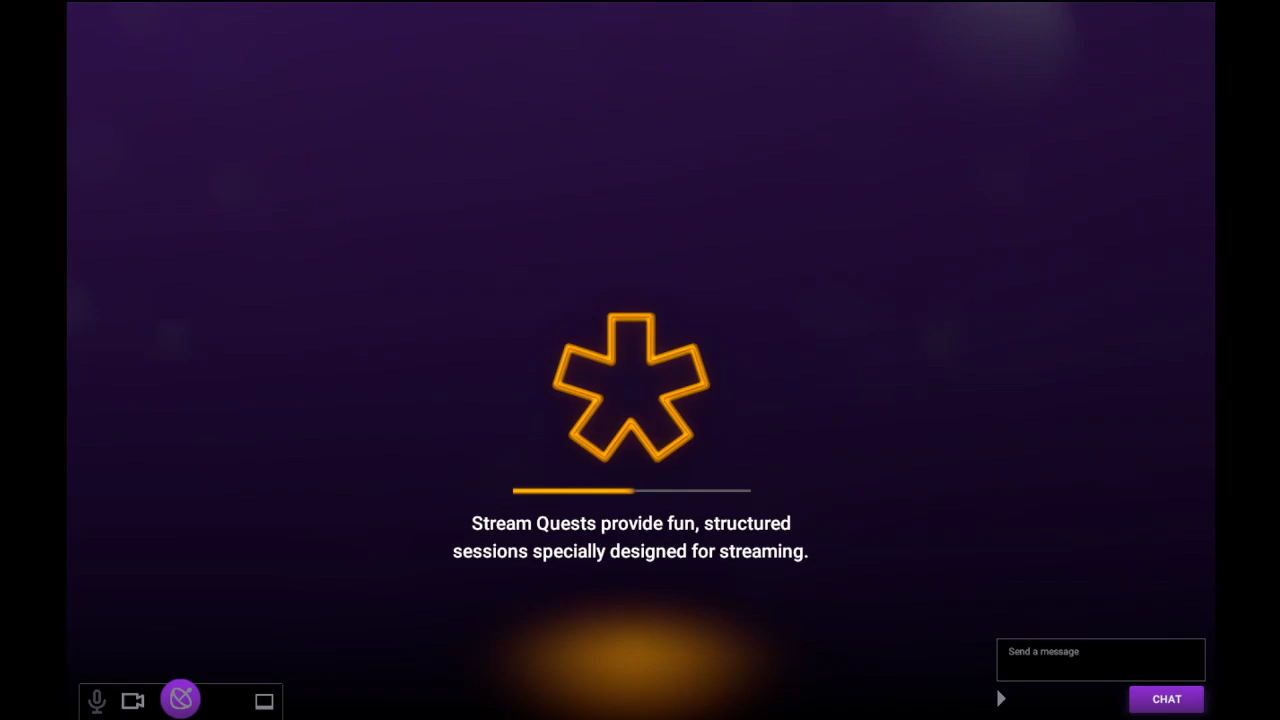 Stream Quests provide fun, structured
sessions specially designed for streaming.
Send a message
CHAT